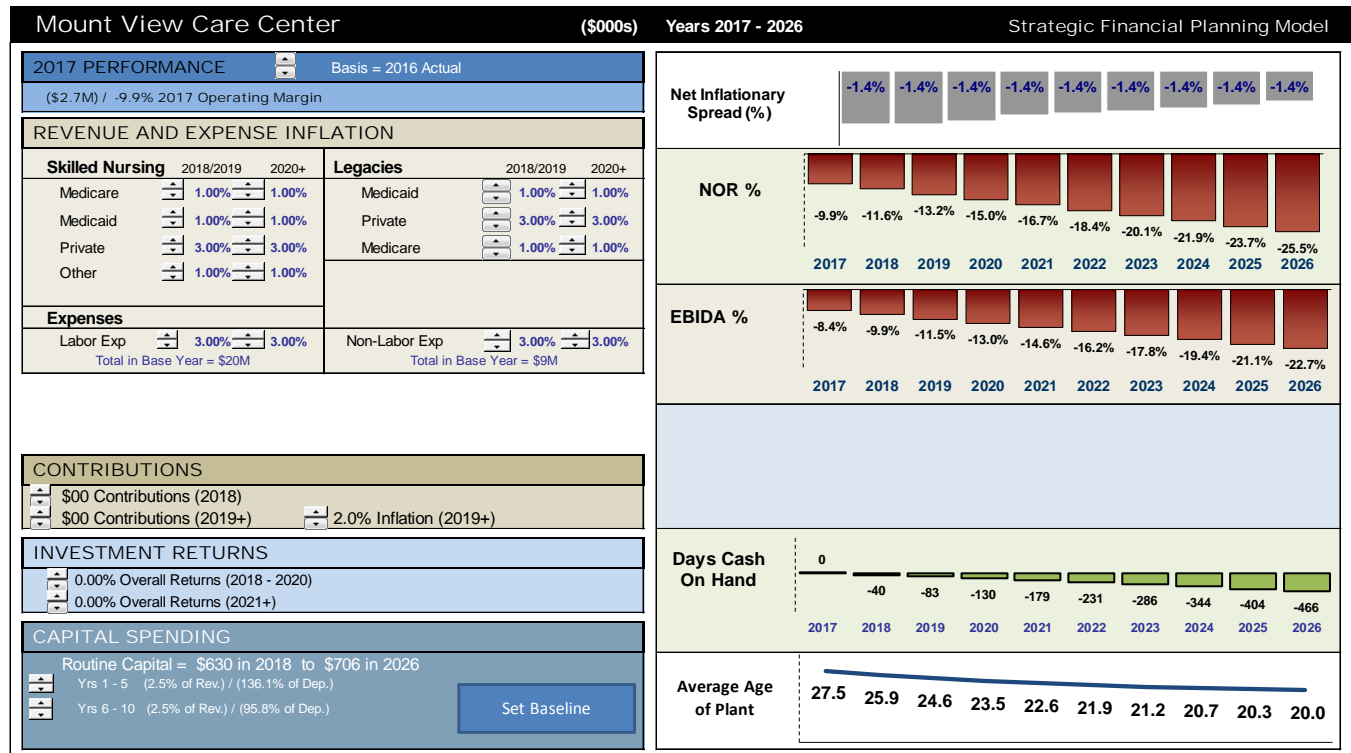 Mount View Care Center ($000s) Years 2017 - 2026 Strategic Financial Planning Model
2017 PERFORMANCE Basis = 2016 Actual
($2.7M) / -9.9% 2017 Operating Margin
REVENUE AND EXPENSE INFLATION
Skilled Nursing 2018/2019 2020+
Medicare 1.00% 1.00%
Medicaid 1.00% 1.00%
Private 3.00% 3.00%
Other 1.00% 1.00%
Legacies 2018/2019 2020+
Medicaid 1.00% 1.00%
Private 3.00% 3.00%
Medicare 1.00% 1.00%
Expenses
Labor Exp 3.00% 3.00%
Total in Base Year = $20M
Non-Labor Exp 3.00% 3.00%
Total in Base Year = $9M
CONTRIBUTIONS
$00 Contributions (2018)
$00 Contributions (2019+) 2.0% Inflation (2019+)
INVESTMENT RETURNS
0.00% Overall Returns (2018 - 2020)
0.00% Overall Returns (2021+)
CAPITAL SPENDING
Routine Capital = $630 in 2018 to $706 in 2026
Yrs 1 - 5 (2.5% of Rev.) / (136.1% of Dep.)
Yrs 6 - 10 (2.5% of Rev.) / (95.8% of Dep.)
Set Baseline
Net Inflationary
Spread (%)
-1.4% -1.4% -1.4% -1.4% -1.4% -1.4% -1.4% -1.4% -1.4%
NOR %
-9.9% -11.6% -13.2% -15.0% -16.7% -18.4% -20.1% -21.9% -23.7% -25.5%
2017 2018 2019 2020 2021 2022 2023 2024 2025 2026
EBIDA %
-8.4% -9.9% -11.5% -13.0% -14.6% -16.2% -17.8% -19.4% -21.1% -22.7%
2017 2018 2019 2020 2021 2022 2023 2024 2025 2026
Days Cash
On Hand
0 -40 -83 -130 -179 -231 -286 -344 -404 -466
2017 2018 2019 2020 2021 2022 2023 2024 2025 2026
Average Age
of Plant
27.5 25.9 24.6 23.5 22.6 21.9 21.2 20.7 20.3 20.0